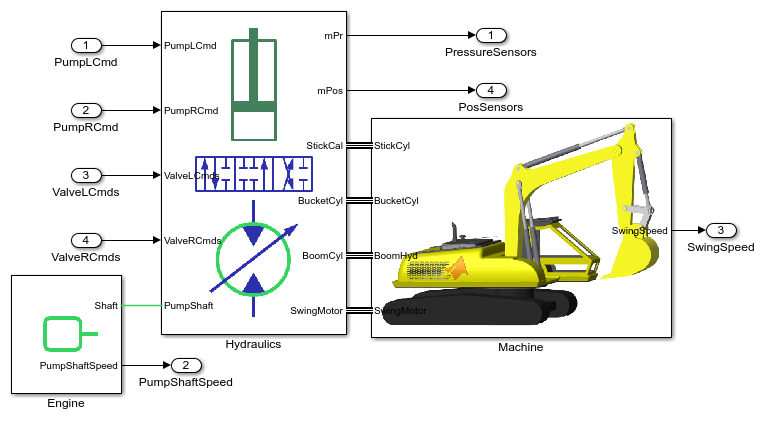 1
PumpLCmd
2
PumpRCmd
3
ValveLCmds
4
ValveRCmds
PumpLCmd
PumpRCmd
ValveLCmds
ValveRCmds
PumpShaft
mPr
mPos
StickCal
BucketCyl
BoomCyl
SwingMotor
Hydraulics
1
PressureSensors
4
PosSensors
StickCyl
BucketCyl
BoomHyd
SwingMotor
SwingSpeed
Machine
3
SwingSpeed
Shaft
PumpShaftSpeed
Engine
2
PumpShaftSpeed